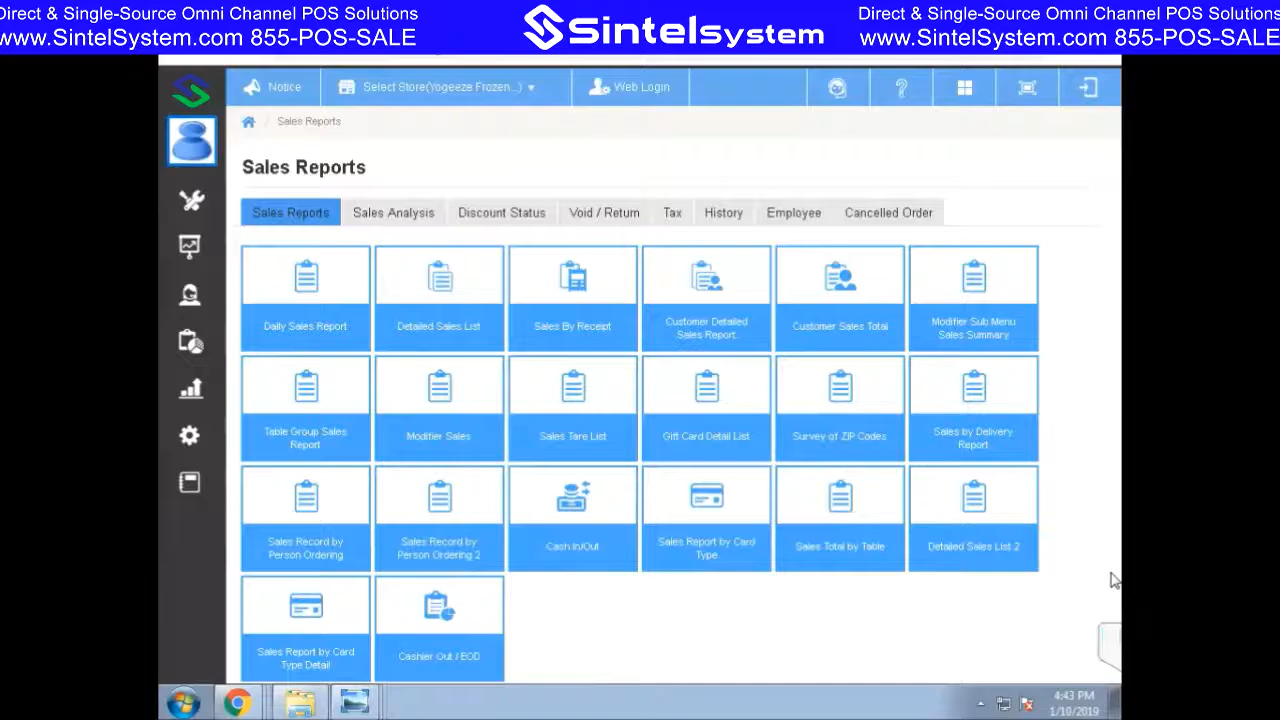 Direct & Single-Source Omni Channel POS Solutions
www.SintelSystem.com 855-POS-SALE
Sintelsystem
Direct & Single-Source Omni Channel POS Solutions
www.SintelSystem.com 855-POS-SALE
Notice
Select Store(Yogeeze Frozen...)
Web Login
/ Sales Reports
Sales Reports
Sales Reports
Sales Analysis
Discount Status
Void / Return
Tax
History
Employee
Cancelled Order
Daily Sales Report
Detailed Sales List
Sales By Receipt
Customer Detailed
Sales Report.
Customer Sales Total
Modifier Sub Menu
Sales Summary
Table Group Sales
Report
Modifier Sales
Sales Tare List
Gift Card Detail List
Survey of ZIP Codes
Sales by Delivery
Report
Sales Record by
Person Ordering
Sales Record by
Person Ordering 2
Cash In/Out
Sales Report by Card
Type
Sales Total by Table
Detailed Sales List 2
Sales Report by Card
Type Detail
Cashier Out / EOD
4:43 PM
1/10/2019